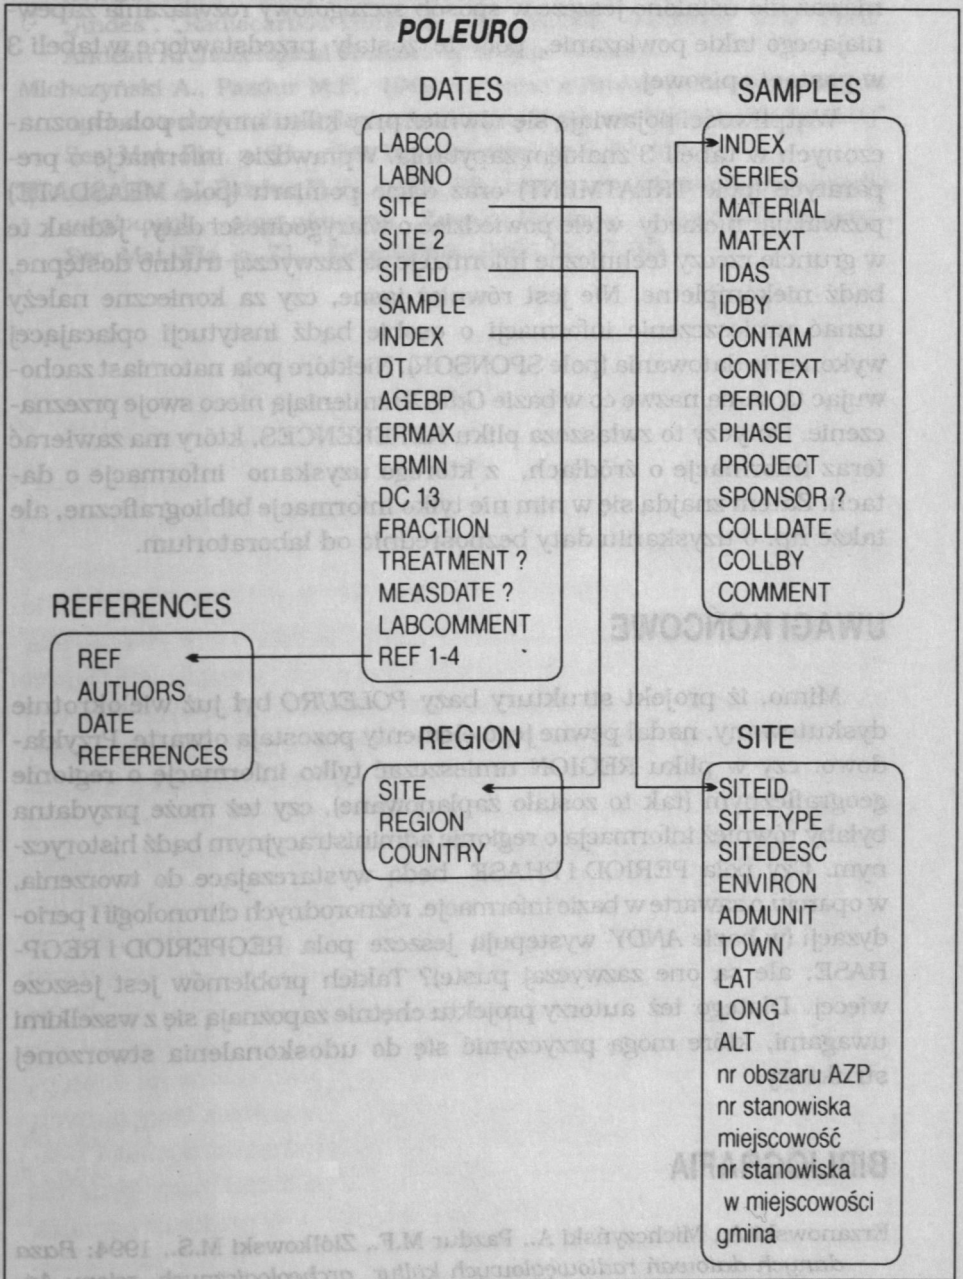 POLEURO
DATES
LABCO
LABNO
SITE
SITE 2
SITEID
SAMPLE
INDEX
DT
AGEBP
ERMAX
ERMIN
DC 13
FRACTION
TREATMENT ?
MEASDATE ?
LABCOMMENT
REF 1-4
SAMPLES
INDEX
SERIES
MATERIAL
MATEXT
IDAS
IDBY
CONTAM
CONTEXT
PERIOD
PHASE
PROJECT
SPONSOR ?
COLLDATE
COLLBY
COMMENT
REFERENCES
REF
AUTHORS
DATE
REFERENCES
REGION
SITE
REGION
COUNTRY
SITE
SITEID
SITETYPE
SITEDESC
ENVIRON
ADMUNIT
TOWN
LAT
LONG
ALT
nr obszaru AZP
nr stanowiska
miejscowość
nr stanowiska
w miejscowości
gmina